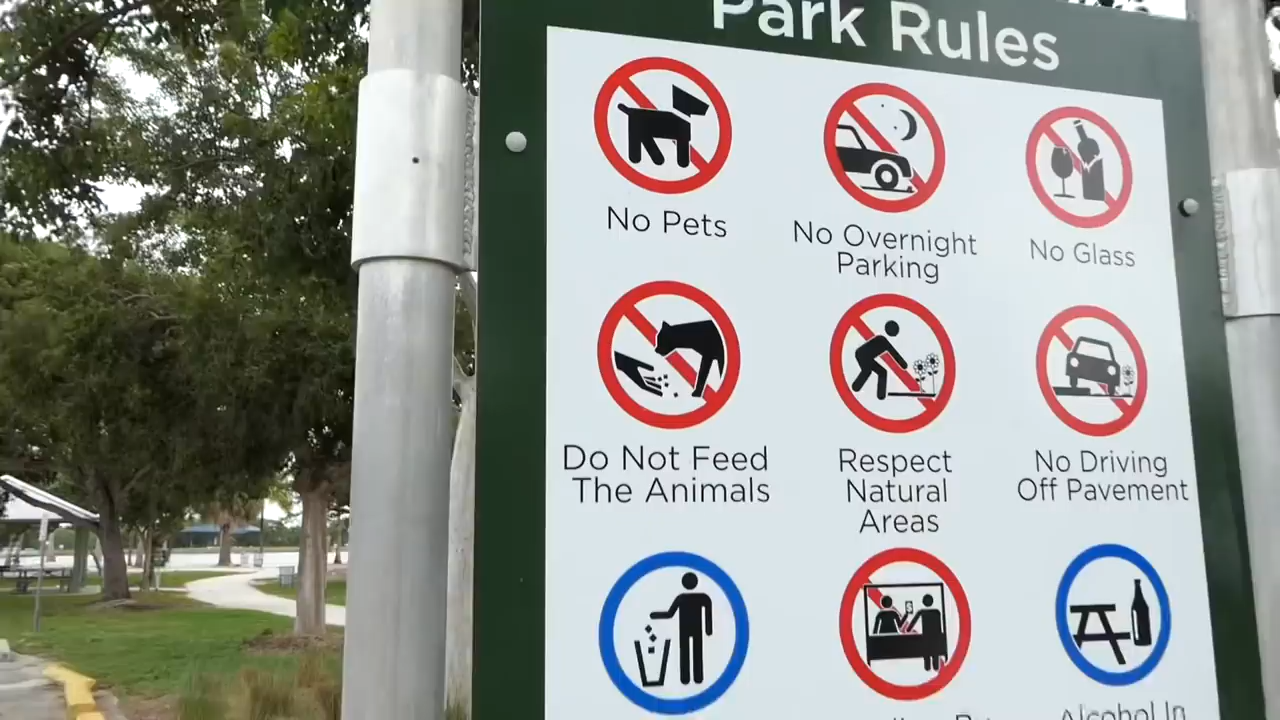 Park Rules
No Pets
No Overnight
Parking
No Glass
Do Not Feed
The Animals
Respect
Natural
Areas
No Driving
Off Pavement
Alcohol In